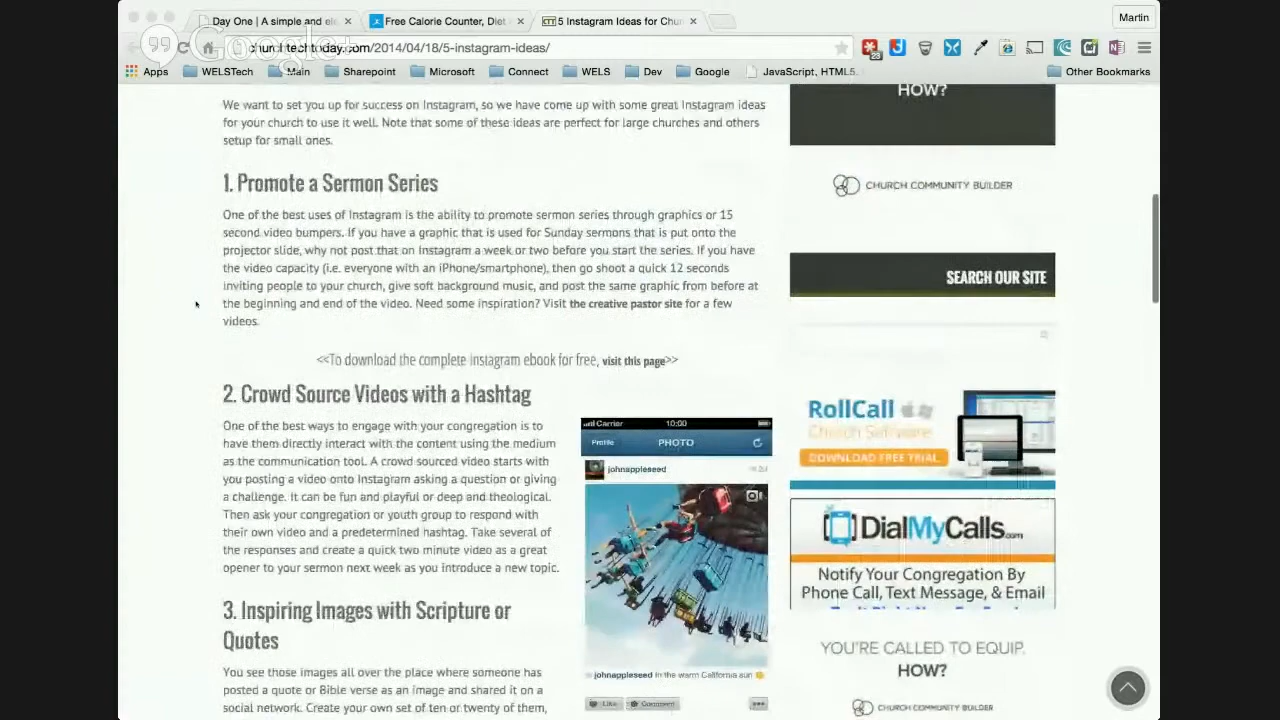 Day One | A simple and el
Free Calorie Counter, Diet
CTT
5 Instagram Ideas for Chur
Martin
Google+
churchtechtoday.com/2014/04/18/5-instagram-ideas/
Apps
WELSTech
Main
Sharepoint
Microsoft
Connect
WELS
Dev
Google
JavaScript, HTML5.
Other Bookmarks
We want to set you up for success on Instagram, so we have come up with some great Instagram ideas
for your church to use it well. Note that some of these ideas are perfect for large churches and others
setup for small ones.
1. Promote a Sermon Series
One of the best uses of Instagram is the ability to promote sermon series through graphics or 15
second video bumpers. If you have a graphic that is used for Sunday sermons that is put onto the
projector slide, why not post that on Instagram a week or two before you start the series. If you have
the video capacity (i.e. everyone with an iPhone/smartphone), then go shoot a quick 12 seconds
inviting people to your church, give soft background music, and post the same graphic from before at
the beginning and end of the video. Need some inspiration? Visit the creative pastor site for a few
videos.
<<To download the complete instagram ebook for free, visit this page>>
2. Crowd Source Videos with a Hashtag
One of the best ways to engage with your congregation is to
have them directly interact with the content using the medium
as the communication tool. A crowd sourced video starts with
you posting a video onto Instagram asking a question or giving
a challenge. It can be fun and playful or deep and theological.
Then ask your congregation or youth group to respond with
their own video and a predetermined hashtag. Take several of
the responses and create a quick two minute video as a great
opener to your sermon next week as you introduce a new topic.
3. Inspiring Images with Scripture or
Quotes
You see those images all over the place where someone has
posted a quote or Bible verse as an image and shared it on a
social network. Create your own set of ten or twenty of them,
Carrier 10:00
Profile PHOTO
johnappleseed
johnappleseed In the warm California sun
Like
Comment
HOW?
CHURCH COMMUNITY BUILDER
SEARCH OUR SITE
RollCall
Church Software
DOWNLOAD FREE TRIAL
DialMyCalls.com
Notify Your Congregation By
Phone Call, Text Message, & Email
YOU'RE CALLED TO EQUIP.
HOW?
CHURCH COMMUNITY BUILDER